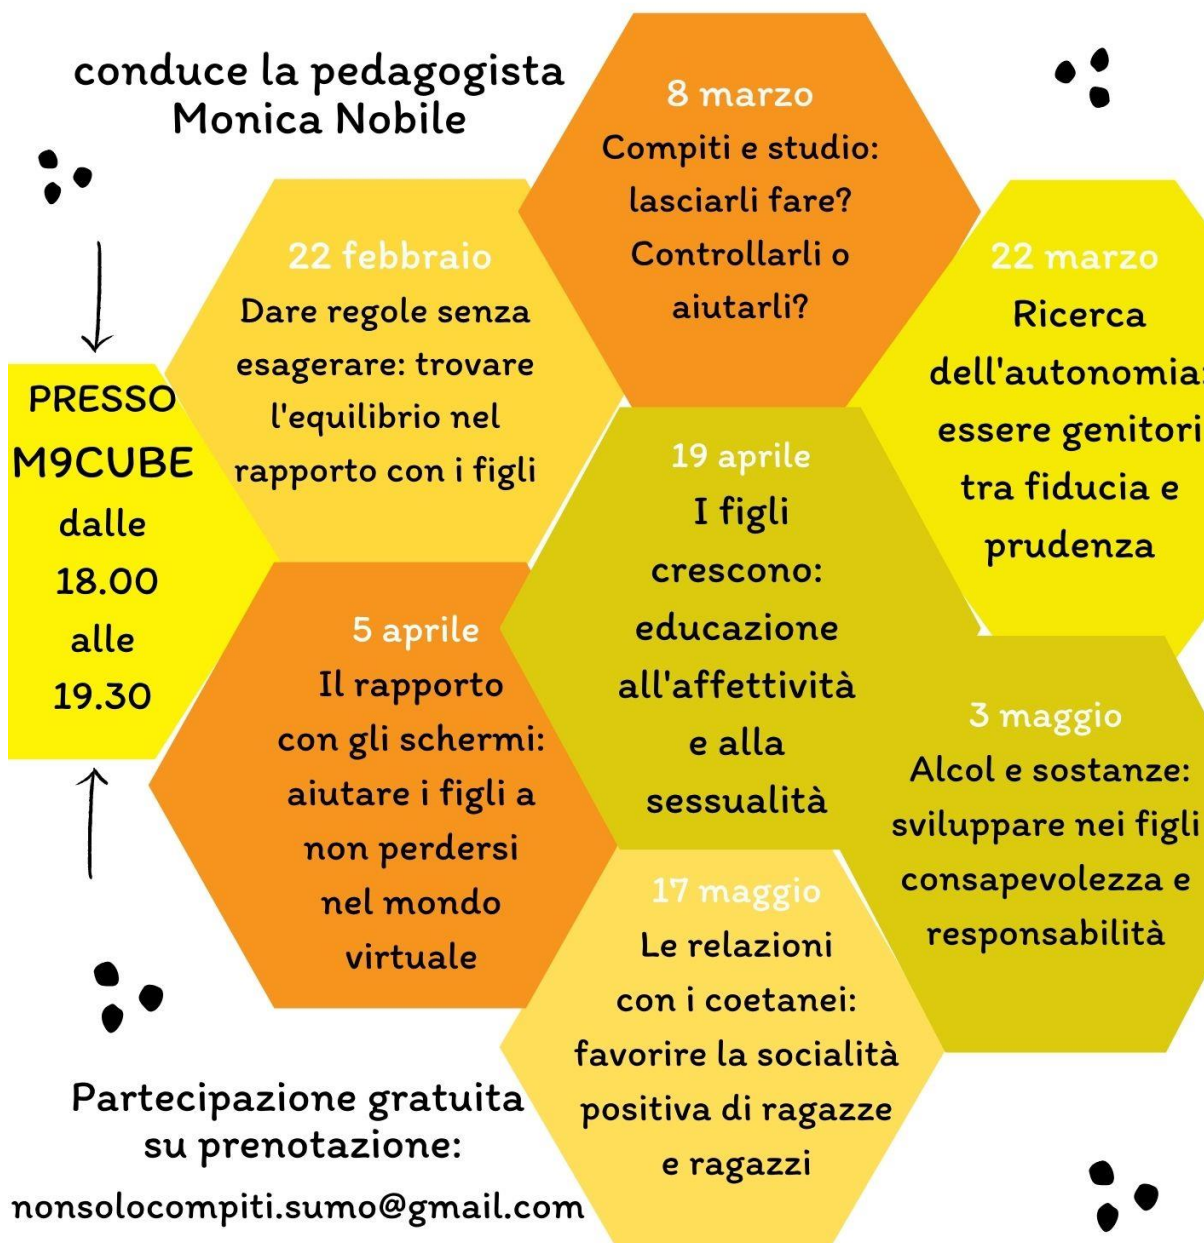 conduce la pedagogista
Monica Nobile
PRESSO
M9CUBE
dalle
18.00
alle
19.30
22 febbraio
Dare regole senza
esagerare: trovare
l'equilibrio nel
rapporto con i figli
8 marzo
Compiti e studio:
lasciarli fare?
Controllarli o
aiutarli?
22 marzo
Ricerca
dell'autonomia:
essere genitori
tra fiducia e
prudenza
5 aprile
Il rapporto
con gli schermi:
aiutare i figli a
non perdersi
nel mondo
virtuale
19 aprile
I figli
crescono:
educazione
all'affettività
e alla
sessualità
3 maggio
Alcol e sostanze:
sviluppare nei figli
consapevolezza e
responsabilità
17 maggio
Le relazioni
con i coetanei:
favorire la socialità
positiva di ragazze
e ragazzi
Partecipazione gratuita
su prenotazione:
nonsolocompiti.sumo@gmail.com